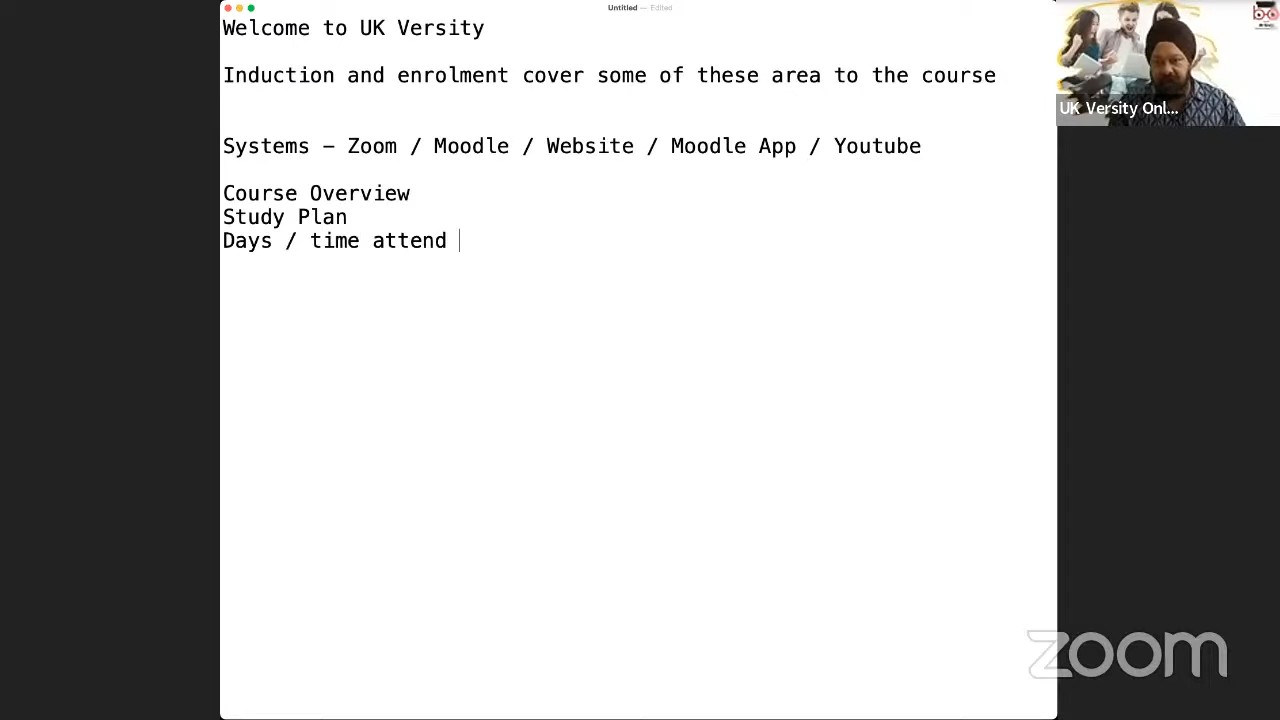 Untitled — Edited
Welcome to UK Versity
Induction and enrolment cover some of these area to the course
Systems – Zoom / Moodle / Website / Moodle App / Youtube
Course Overview
Study Plan
Days / time attend
UK Versity Onl...
zoom